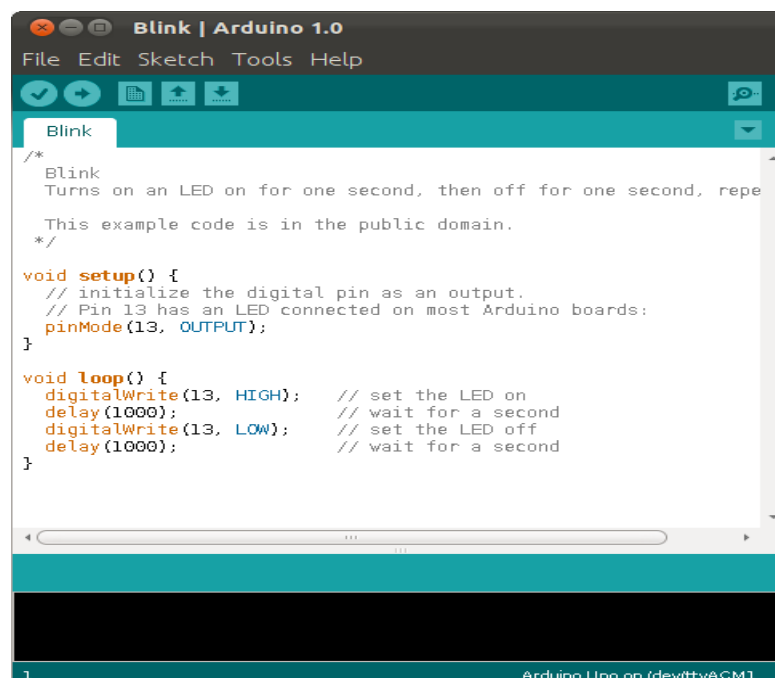 Blink | Arduino 1.0
File Edit Sketch Tools Help
Blink
/*
  Blink
  Turns on an LED on for one second, then off for one second, repe

  This example code is in the public domain.
 */

void setup() {
  // initialize the digital pin as an output.
  // Pin 13 has an LED connected on most Arduino boards:
  pinMode(13, OUTPUT);
}

void loop() {
  digitalWrite(13, HIGH);   // set the LED on
  delay(1000);              // wait for a second
  digitalWrite(13, LOW);    // set the LED off
  delay(1000);              // wait for a second
}
1 Arduino Uno on /dev/ttyACM1